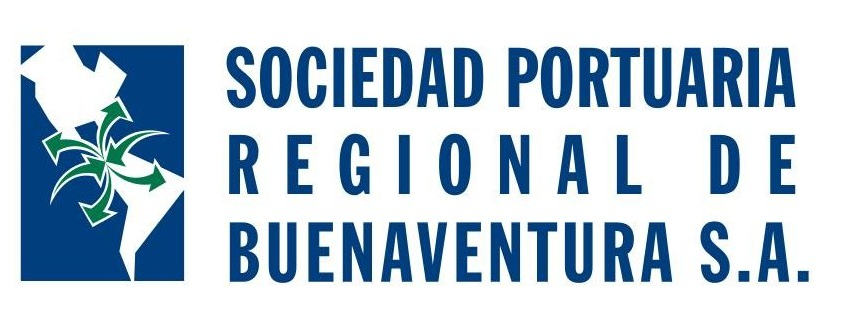 SOCIEDAD PORTUARIA
REGIONAL DE
BUENAVENTURA S.A.